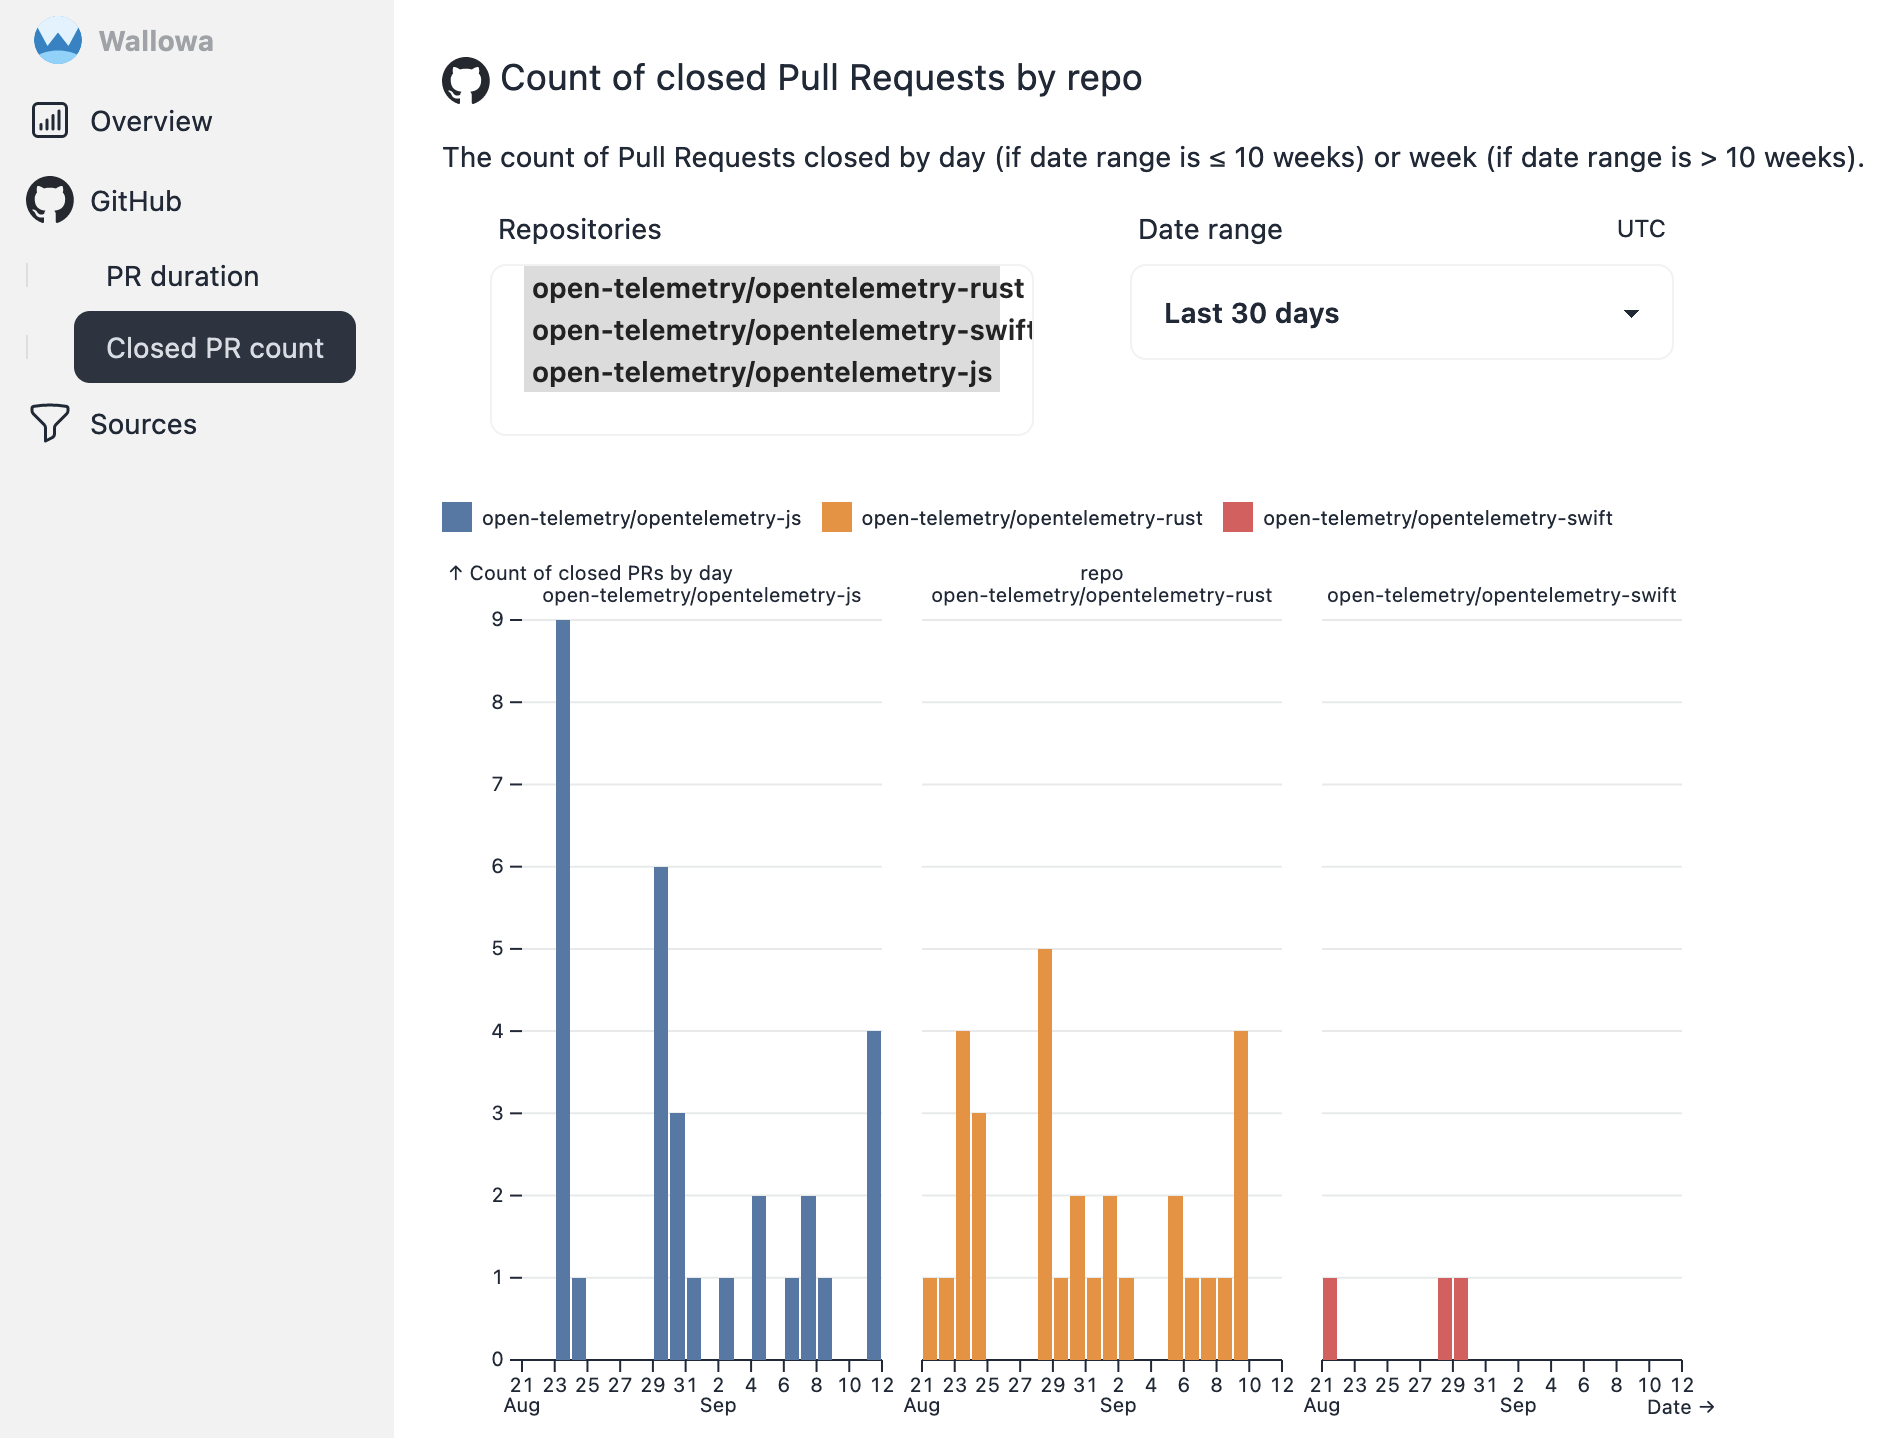 Wallowa
Overview
GitHub
PR duration
Closed PR count
Sources
Count of closed Pull Requests by repo
The count of Pull Requests closed by day (if date range is ≤ 10 weeks) or week (if date range is > 10 weeks).
Repositories
open-telemetry/opentelemetry-rust
open-telemetry/opentelemetry-swift
open-telemetry/opentelemetry-js
Date range UTC
Last 30 days
open-telemetry/opentelemetry-js open-telemetry/opentelemetry-rust open-telemetry/opentelemetry-swift
↑ Count of closed PRs by day repo
open-telemetry/opentelemetry-js open-telemetry/opentelemetry-rust open-telemetry/opentelemetry-swift
9
8
7
6
5
4
3
2
1
0
21 23 25 27 29 31 2 4 6 8 10 12 21 23 25 27 29 31 2 4 6 8 10 12 21 23 25 27 29 31 2 4 6 8 10 12
Aug Sep Aug Sep Aug Sep Date →